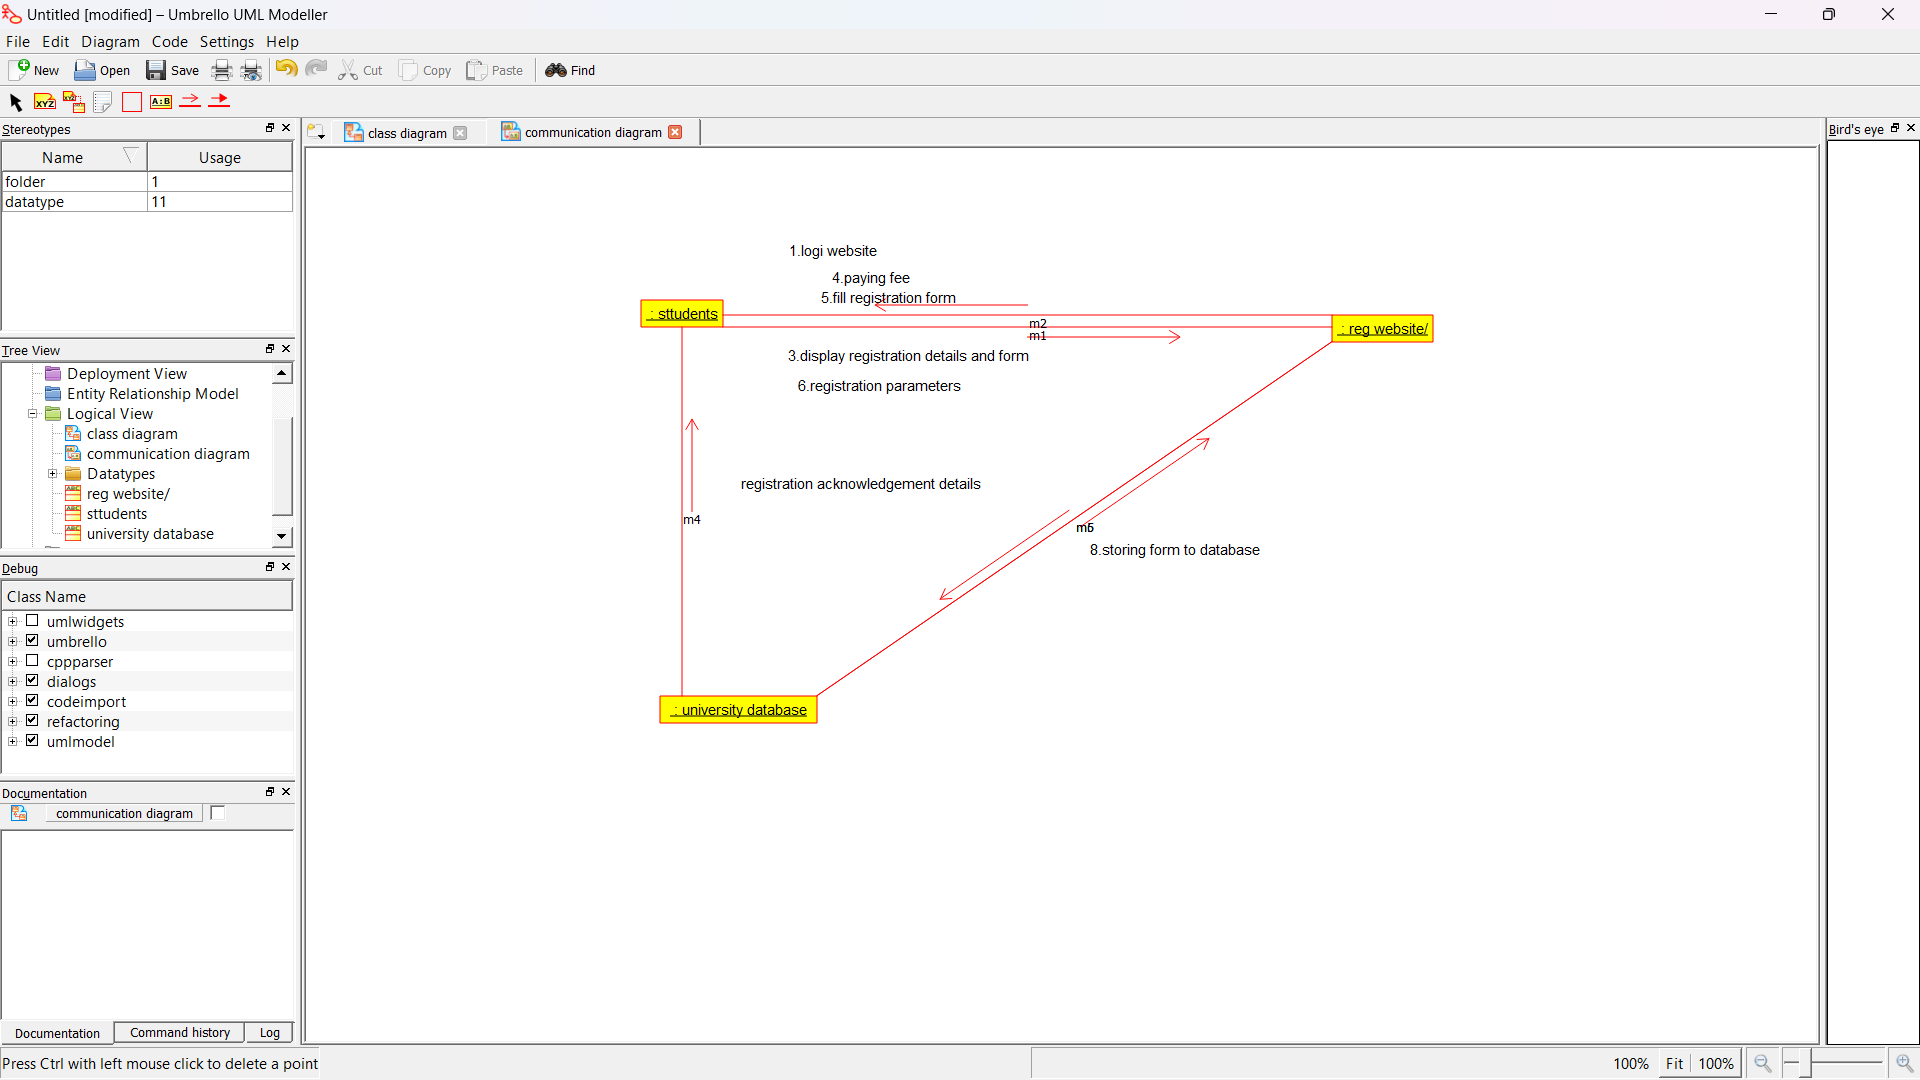 Untitled [modified] – Umbrello UML Modeller
File Edit Diagram Code Settings Help
New Open Save Cut Copy Paste Find
XYZ XYZ A:B
Stereotypes
Name Usage
folder 1
datatype 11
Tree View
Deployment View
Entity Relationship Model
Logical View
class diagram
communication diagram
Datatypes
reg website/
sttudents
university database
Debug
Class Name
umlwidgets
umbrello
cppparser
dialogs
codeimport
refactoring
umlmodel
Documentation
communication diagram
Documentation Command history Log
class diagram communication diagram
1.logi website
4.paying fee
5.fill registration form
: sttudents
m2
m1
: reg website/
3.display registration details and form
6.registration parameters
registration acknowledgement details
m4
8.storing form to database
: university database
Bird's eye
Press Ctrl with left mouse click to delete a point
100% Fit 100%